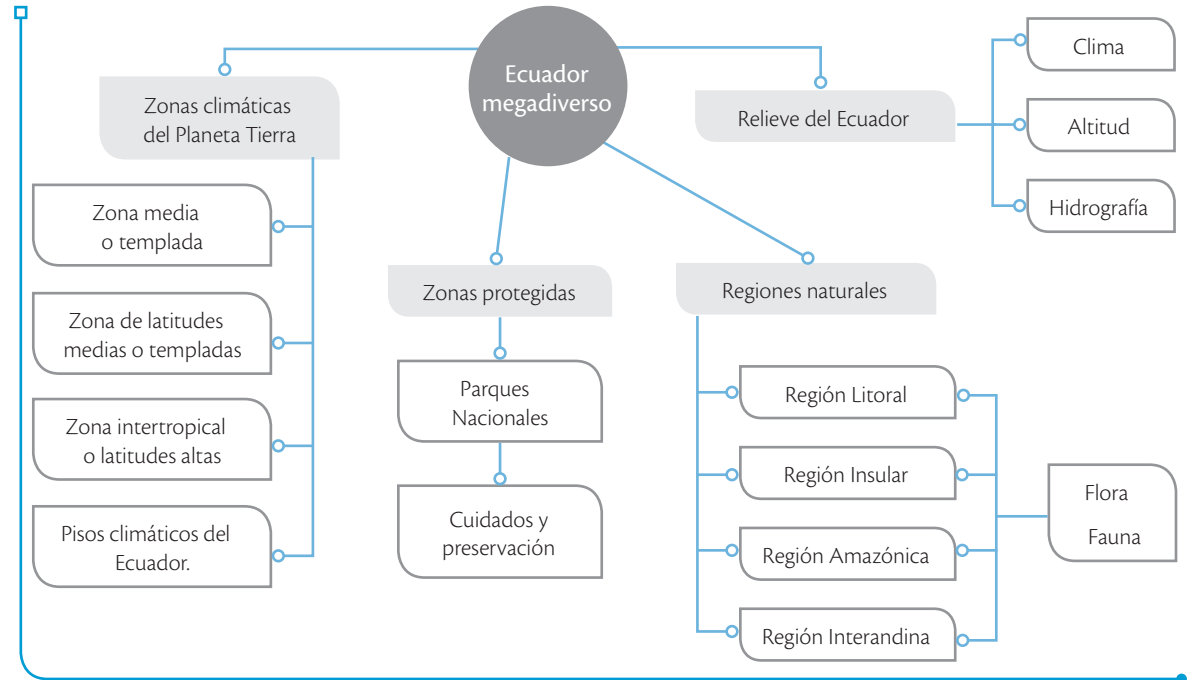 Ecuador
megadiverso
Zonas climáticas
del Planeta Tierra
Zona media
o templada
Zona de latitudes
medias o templadas
Zona intertropical
o latitudes altas
Pisos climáticos del
Ecuador.
Zonas protegidas
Parques
Nacionales
Cuidados y
preservación
Regiones naturales
Región Litoral
Región Insular
Región Amazónica
Región Interandina
Flora
Fauna
Relieve del Ecuador
Clima
Altitud
Hidrografía